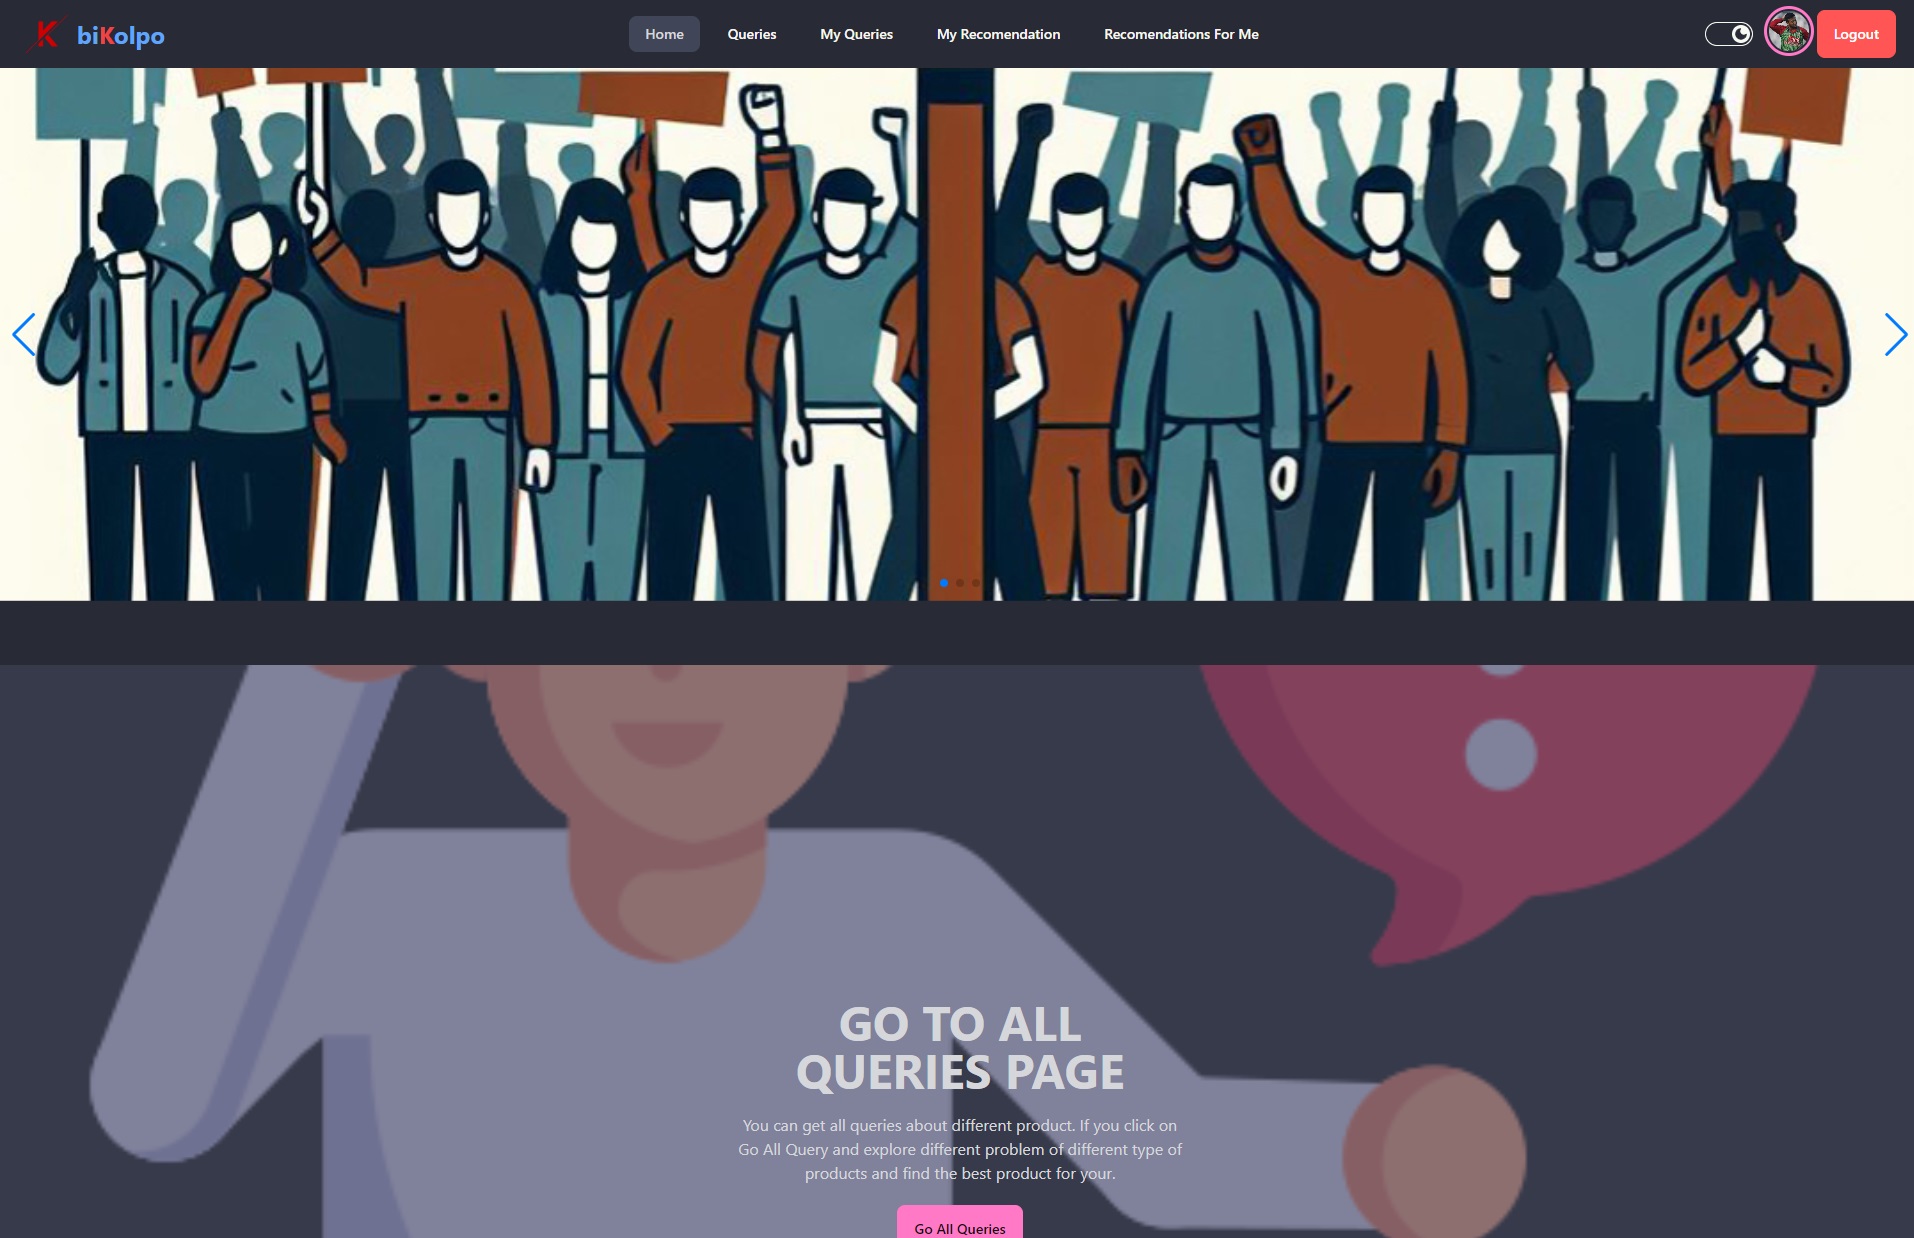 biKolpo
Home Queries My Queries My Recomendation Recomendations For Me
Logout
GO TO ALL
QUERIES PAGE
You can get all queries about different product. If you click on
Go All Query and explore different problem of different type of
products and find the best product for your.
Go All Queries